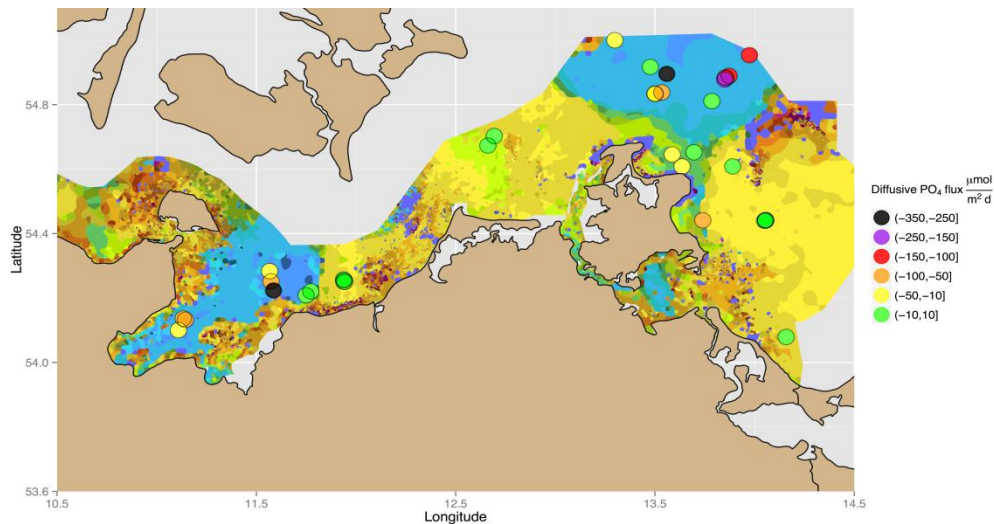 54.8
54.4
54.0
53.6
Latitude
10.5 11.5 12.5 13.5 14.5
Longitude
Diffusive PO₄ flux μmol
m² d
(−350,−250]
(−250,−150]
(−150,−100]
(−100,−50]
(−50,−10]
(−10,10]